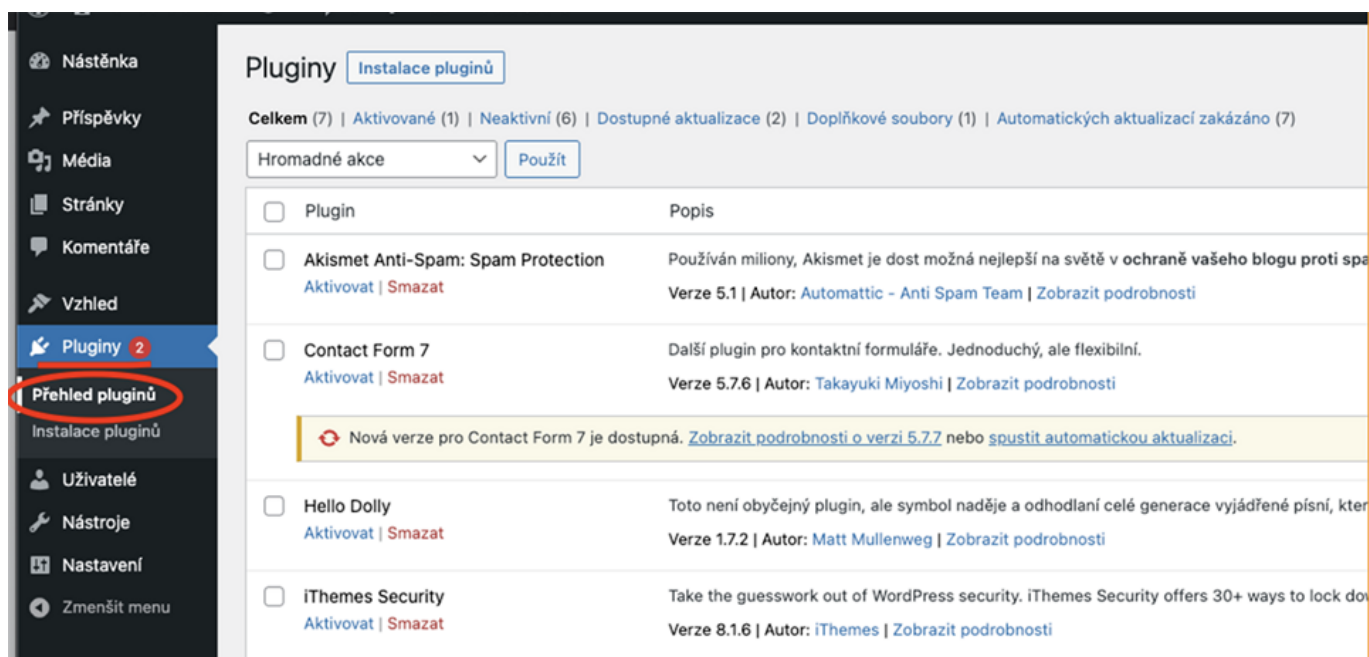 Nástěnka
Příspěvky
Média
Stránky
Komentáře
Vzhled
Pluginy 2
Přehled pluginů
Instalace pluginů
Uživatelé
Nástroje
Nastavení
Zmenšit menu
Pluginy Instalace pluginů
Celkem (7) | Aktivované (1) | Neaktivní (6) | Dostupné aktualizace (2) | Doplňkové soubory (1) | Automatických aktualizací zakázáno (7)
Hromadné akce Použít
Plugin Popis
Akismet Anti-Spam: Spam Protection Používán miliony, Akismet je dost možná nejlepší na světě v ochraně vašeho blogu proti spa
Aktivovat | Smazat Verze 5.1 | Autor: Automattic - Anti Spam Team | Zobrazit podrobnosti
Contact Form 7 Další plugin pro kontaktní formuláře. Jednoduchý, ale flexibilní.
Aktivovat | Smazat Verze 5.7.6 | Autor: Takayuki Miyoshi | Zobrazit podrobnosti
Nová verze pro Contact Form 7 je dostupná. Zobrazit podrobnosti o verzi 5.7.7 nebo spustit automatickou aktualizaci.
Hello Dolly Toto není obyčejný plugin, ale symbol naděje a odhodlaní celé generace vyjádřené písní, kter
Aktivovat | Smazat Verze 1.7.2 | Autor: Matt Mullenweg | Zobrazit podrobnosti
iThemes Security Take the guesswork out of WordPress security. iThemes Security offers 30+ ways to lock do
Aktivovat | Smazat Verze 8.1.6 | Autor: iThemes | Zobrazit podrobnosti